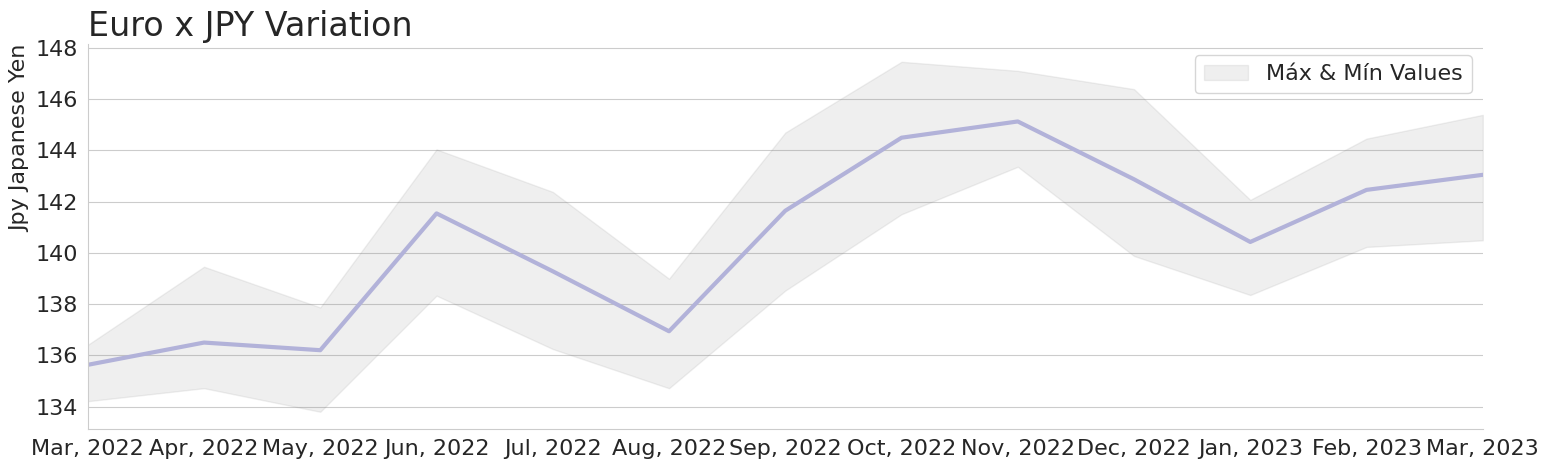 Euro x JPY Variation
Jpy Japanese Yen
148
146
144
142
140
138
136
134
Máx & Mín Values
Mar, 2022 Apr, 2022 May, 2022 Jun, 2022 Jul, 2022 Aug, 2022 Sep, 2022 Oct, 2022 Nov, 2022 Dec, 2022 Jan, 2023 Feb, 2023 Mar, 2023